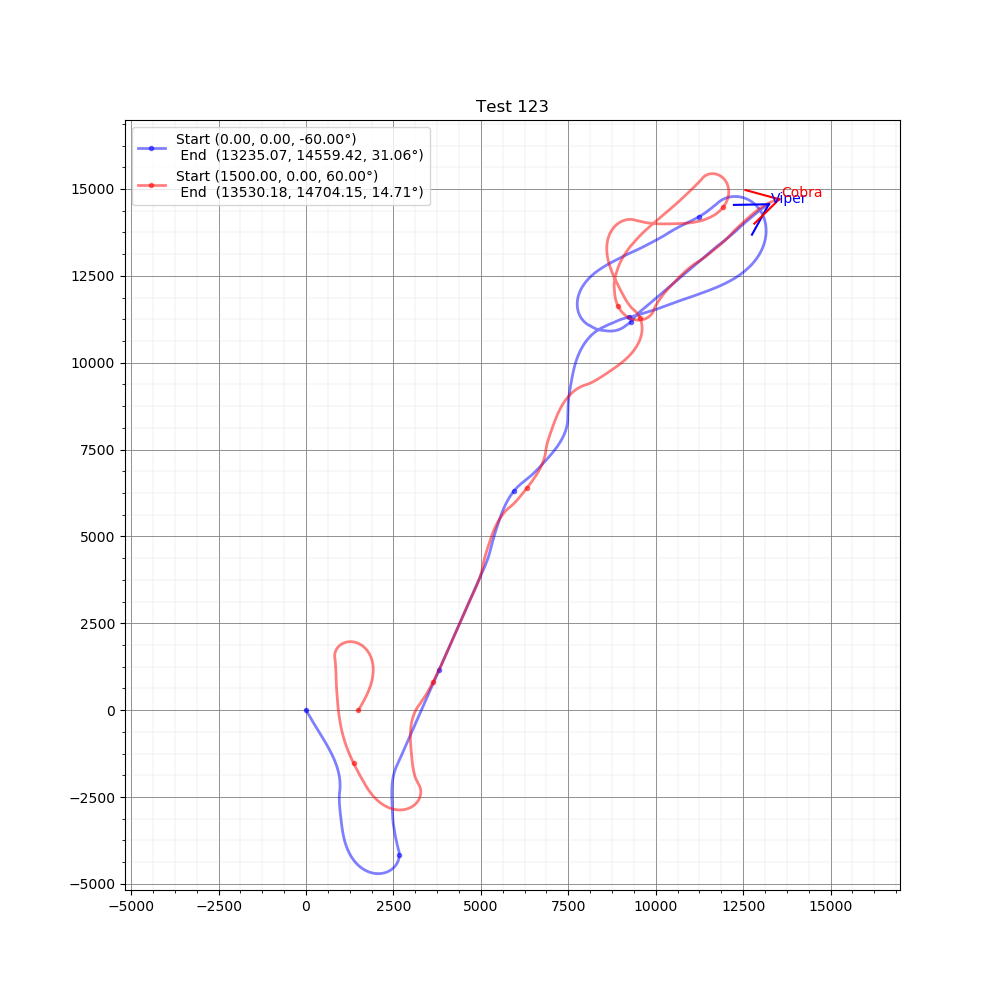 Test 123
Start (0.00, 0.00, -60.00°)
End (13235.07, 14559.42, 31.06°)
Start (1500.00, 0.00, 60.00°)
End (13530.18, 14704.15, 14.71°)
Cobra
Viper
15000
12500
10000
7500
5000
2500
0
−2500
−5000
−5000 −2500 0 2500 5000 7500 10000 12500 15000